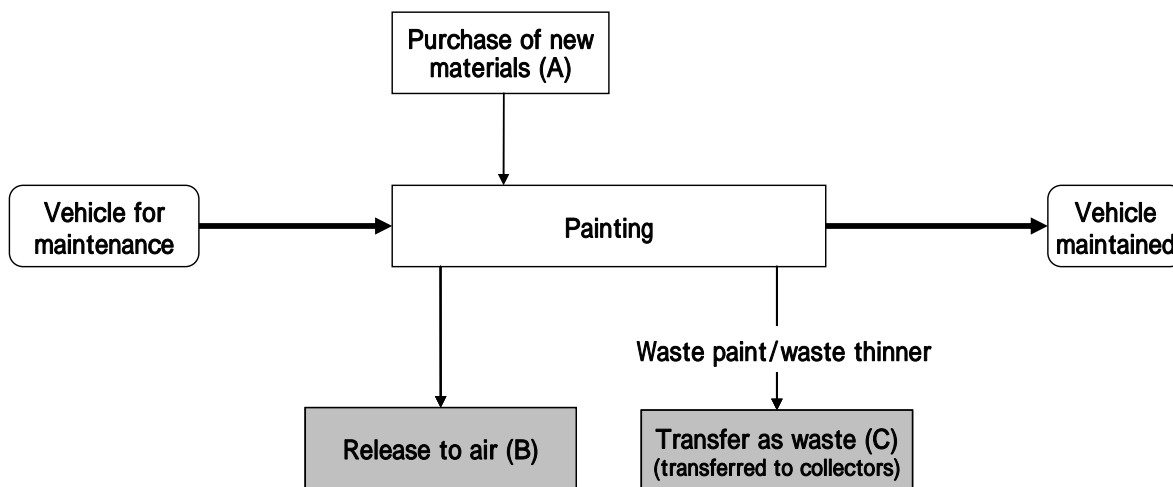 Purchase of new
materials (A)
Vehicle for
maintenance
Painting
Vehicle
maintained
Waste paint/waste thinner
Release to air (B)
Transfer as waste (C)
(transferred to collectors)